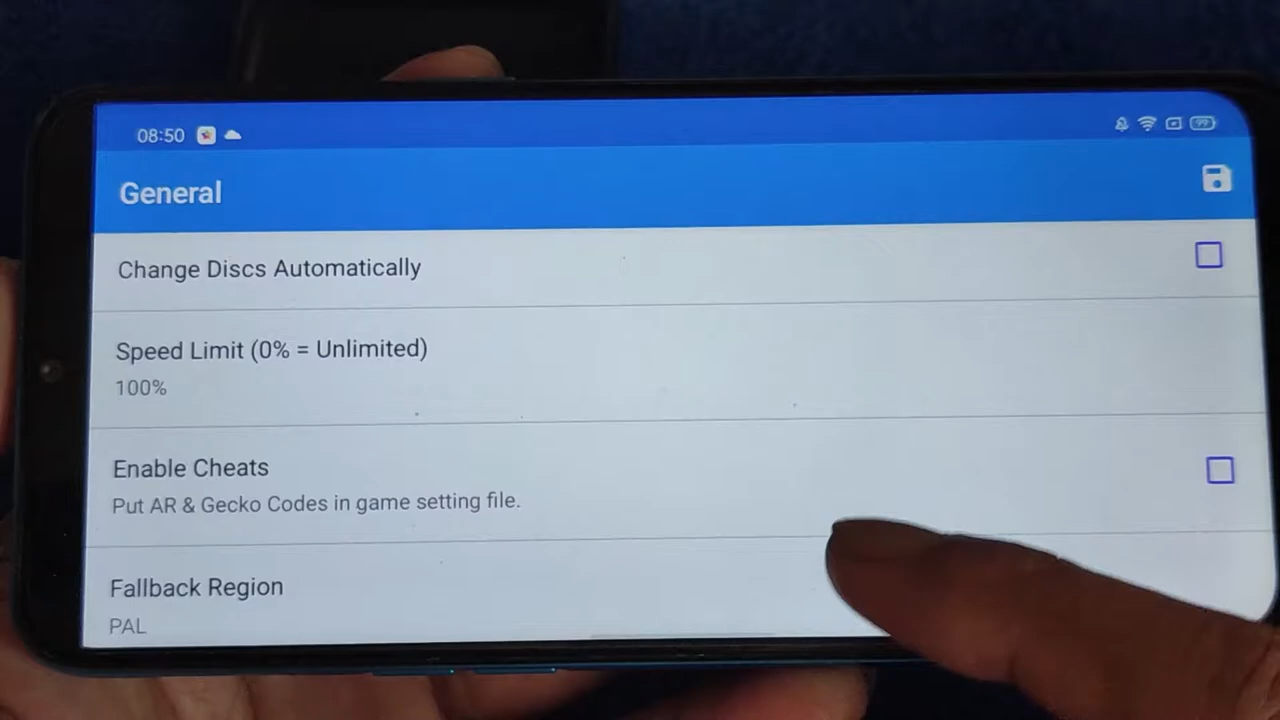 08:50
99
General
Change Discs Automatically
Speed Limit (0% = Unlimited)
100%
Enable Cheats
Put AR & Gecko Codes in game setting file.
Fallback Region
PAL